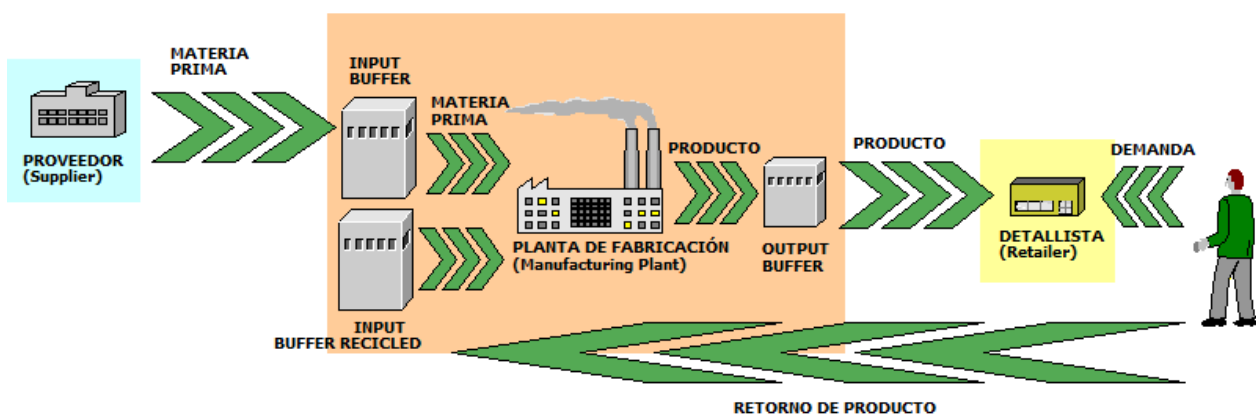 MATERIA
PRIMA
PROVEEDOR
(Supplier)
INPUT
BUFFER
MATERIA
PRIMA
INPUT
BUFFER RECICLED
PLANTA DE FABRICACIÓN
(Manufacturing Plant)
PRODUCTO
OUTPUT
BUFFER
PRODUCTO
DETALLISTA
(Retailer)
DEMANDA
RETORNO DE PRODUCTO